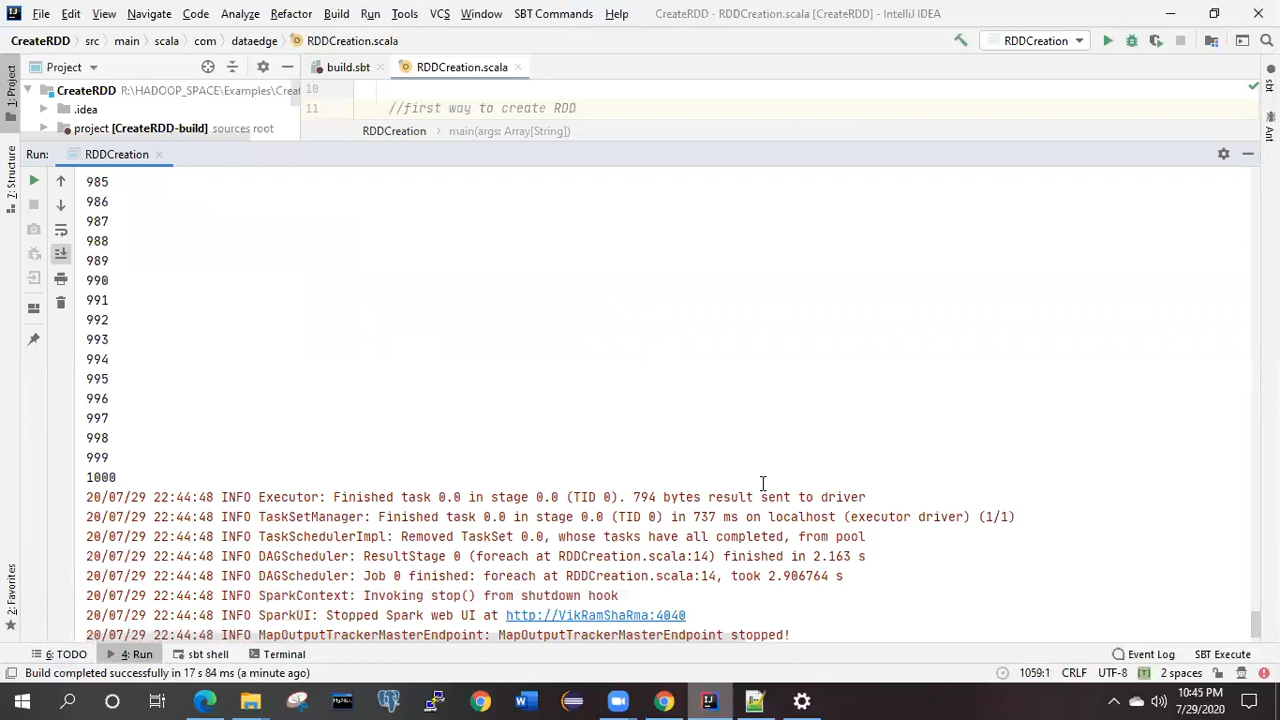 File Edit View Navigate Code Analyze Refactor Build Run Tools VCS Window SBT Commands Help CreateRDD - RDDCreation.scala [CreateRDD] - IntelliJ IDEA
CreateRDD src main scala com dataedge RDDCreation.scala RDDCreation
1: Project
Project
build.sbt RDDCreation.scala
CreateRDD R:\HADOOP_SPACE\Examples\Creat
.idea
project [CreateRDD-build] sources root
10
11 //first way to create RDD
RDDCreation main(args: Array[String])
sbt
Ant
Run: RDDCreation
7: Structure
2: Favorites
985
986
987
988
989
990
991
992
993
994
995
996
997
998
999
1000
20/07/29 22:44:48 INFO Executor: Finished task 0.0 in stage 0.0 (TID 0). 794 bytes result sent to driver
20/07/29 22:44:48 INFO TaskSetManager: Finished task 0.0 in stage 0.0 (TID 0) in 737 ms on localhost (executor driver) (1/1)
20/07/29 22:44:48 INFO TaskSchedulerImpl: Removed TaskSet 0.0, whose tasks have all completed, from pool
20/07/29 22:44:48 INFO DAGScheduler: ResultStage 0 (foreach at RDDCreation.scala:14) finished in 2.163 s
20/07/29 22:44:48 INFO DAGScheduler: Job 0 finished: foreach at RDDCreation.scala:14, took 2.906764 s
20/07/29 22:44:48 INFO SparkContext: Invoking stop() from shutdown hook
20/07/29 22:44:48 INFO SparkUI: Stopped Spark web UI at http://VikRamShaRma:4040
20/07/29 22:44:48 INFO MapOutputTrackerMasterEndpoint: MapOutputTrackerMasterEndpoint stopped!
6: TODO 4: Run sbt shell Terminal Event Log SBT Execute
Build completed successfully in 17 s 84 ms (a minute ago) 1059:1 CRLF UTF-8 2 spaces
10:45 PM
7/29/2020